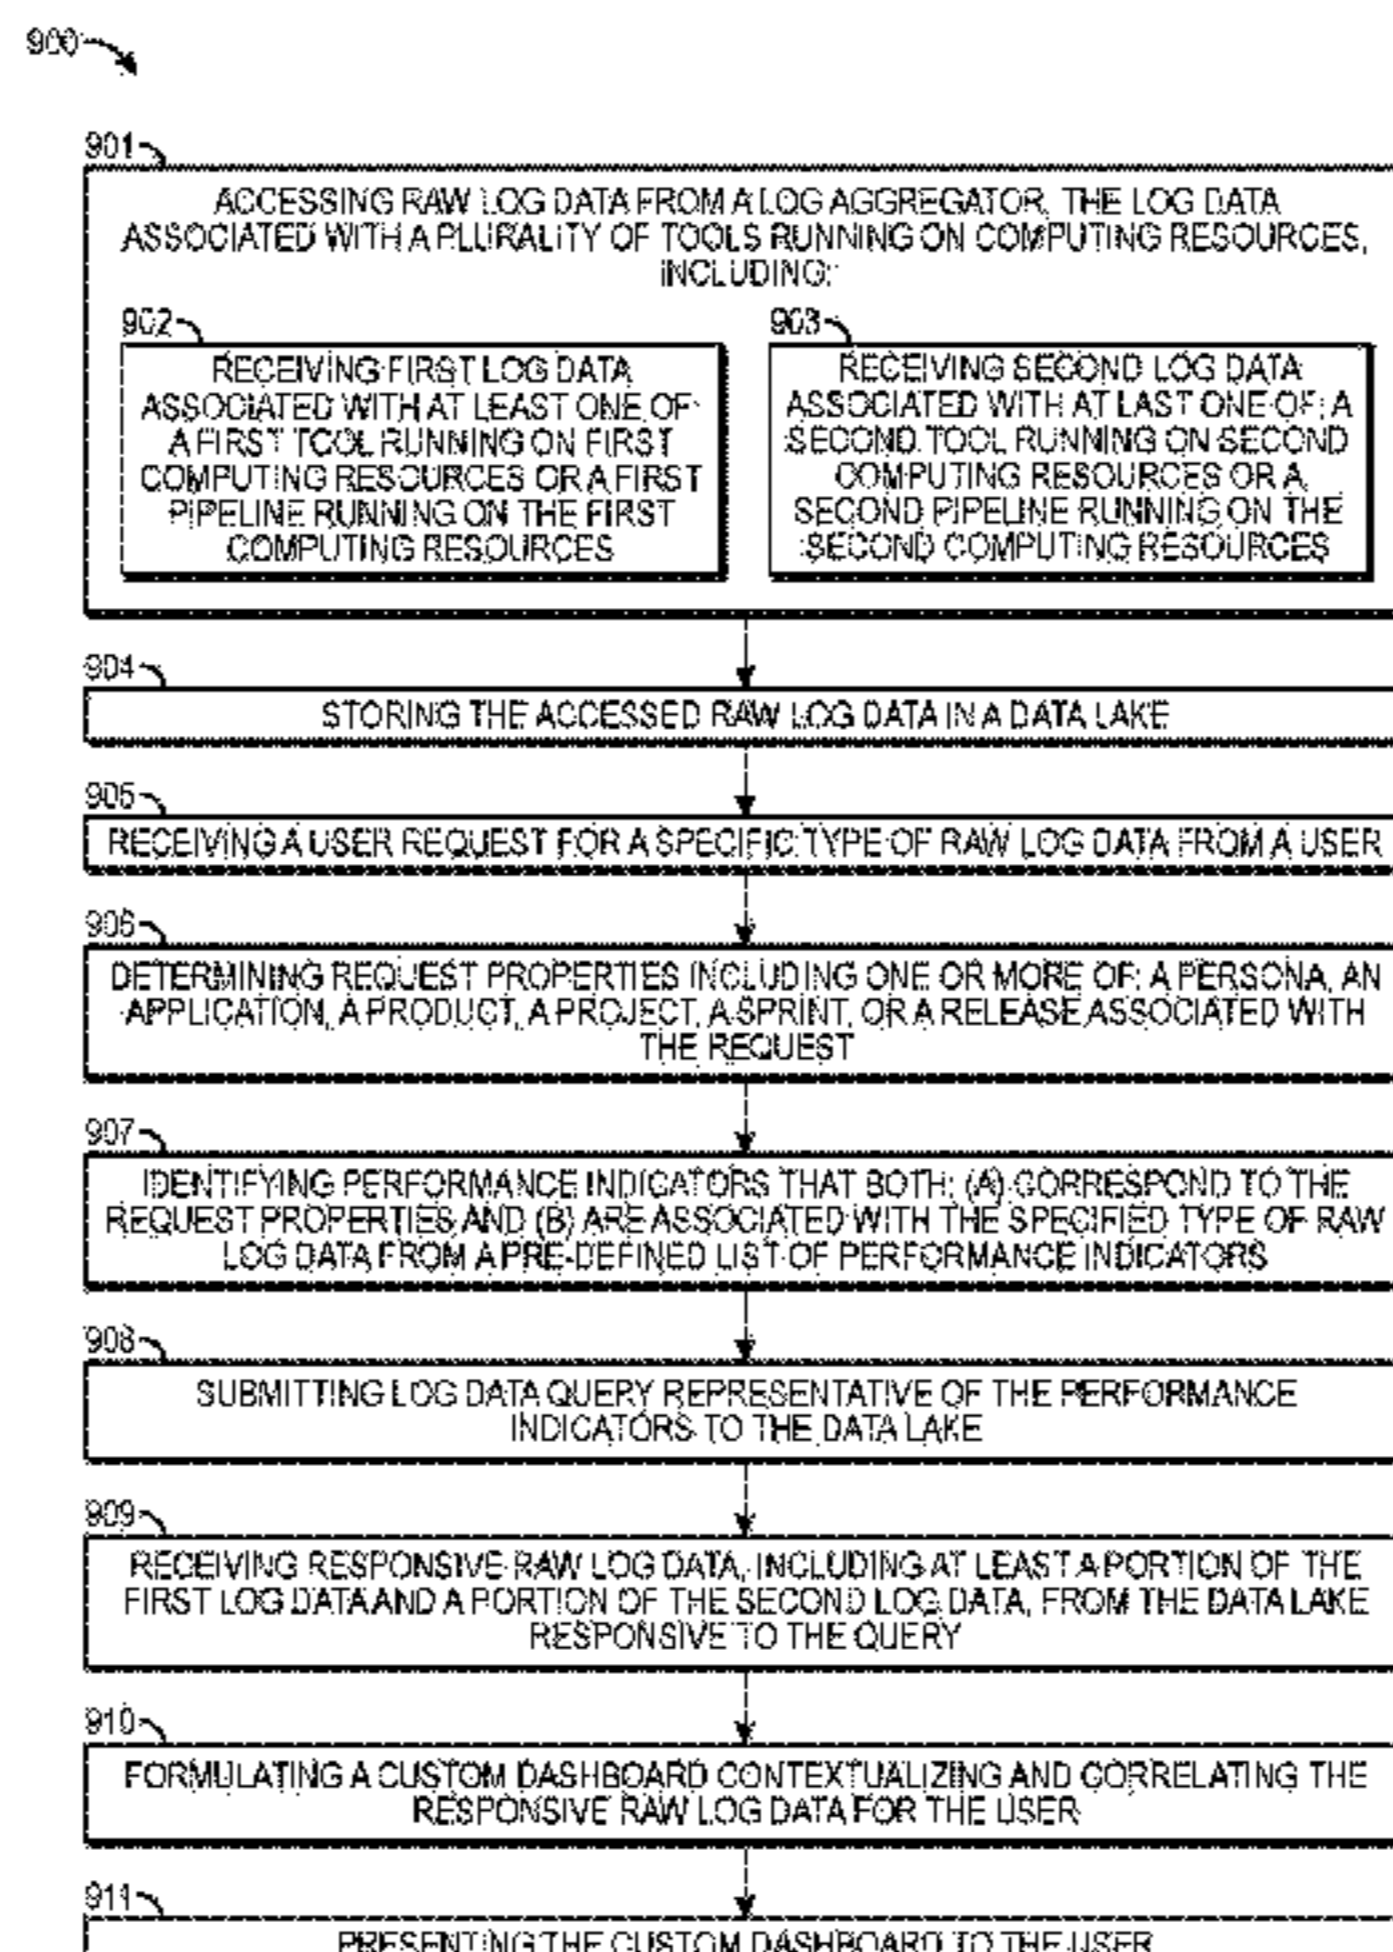 900
901
ACCESSING RAW LOG DATA FROM A LOG AGGREGATOR, THE LOG DATA
ASSOCIATED WITH A PLURALITY OF TOOLS RUNNING ON COMPUTING RESOURCES,
INCLUDING:
902
RECEIVING FIRST LOG DATA
ASSOCIATED WITH AT LEAST ONE OF
A FIRST TOOL RUNNING ON FIRST
COMPUTING RESOURCES OR A FIRST
PIPELINE RUNNING ON THE FIRST
COMPUTING RESOURCES
903
RECEIVING SECOND LOG DATA
ASSOCIATED WITH AT LAST ONE OF: A
SECOND TOOL RUNNING ON SECOND
COMPUTING RESOURCES OR A
SECOND PIPELINE RUNNING ON THE
SECOND COMPUTING RESOURCES
904
STORING THE ACCESSED RAW LOG DATA IN A DATA LAKE
905
RECEIVING A USER REQUEST FOR A SPECIFIC TYPE OF RAW LOG DATA FROM A USER
906
DETERMINING REQUEST PROPERTIES INCLUDING ONE OR MORE OF: A PERSONA, AN
APPLICATION, A PRODUCT, A PROJECT, A SPRINT, OR A RELEASE ASSOCIATED WITH
THE REQUEST
907
IDENTIFYING PERFORMANCE INDICATORS THAT BOTH: (A) CORRESPOND TO THE
REQUEST PROPERTIES AND (B) ARE ASSOCIATED WITH THE SPECIFIED TYPE OF RAW
LOG DATA FROM A PRE-DEFINED LIST OF PERFORMANCE INDICATORS
908
SUBMITTING LOG DATA QUERY REPRESENTATIVE OF THE PERFORMANCE
INDICATORS TO THE DATA LAKE
909
RECEIVING RESPONSIVE RAW LOG DATA, INCLUDING AT LEAST A PORTION OF THE
FIRST LOG DATA AND A PORTION OF THE SECOND LOG DATA, FROM THE DATA LAKE
RESPONSIVE TO THE QUERY
910
FORMULATING A CUSTOM DASHBOARD CONTEXTUALIZING AND CORRELATING THE
RESPONSIVE RAW LOG DATA FOR THE USER
911
PRESENTING THE CUSTOM DASHBOARD TO THE USER